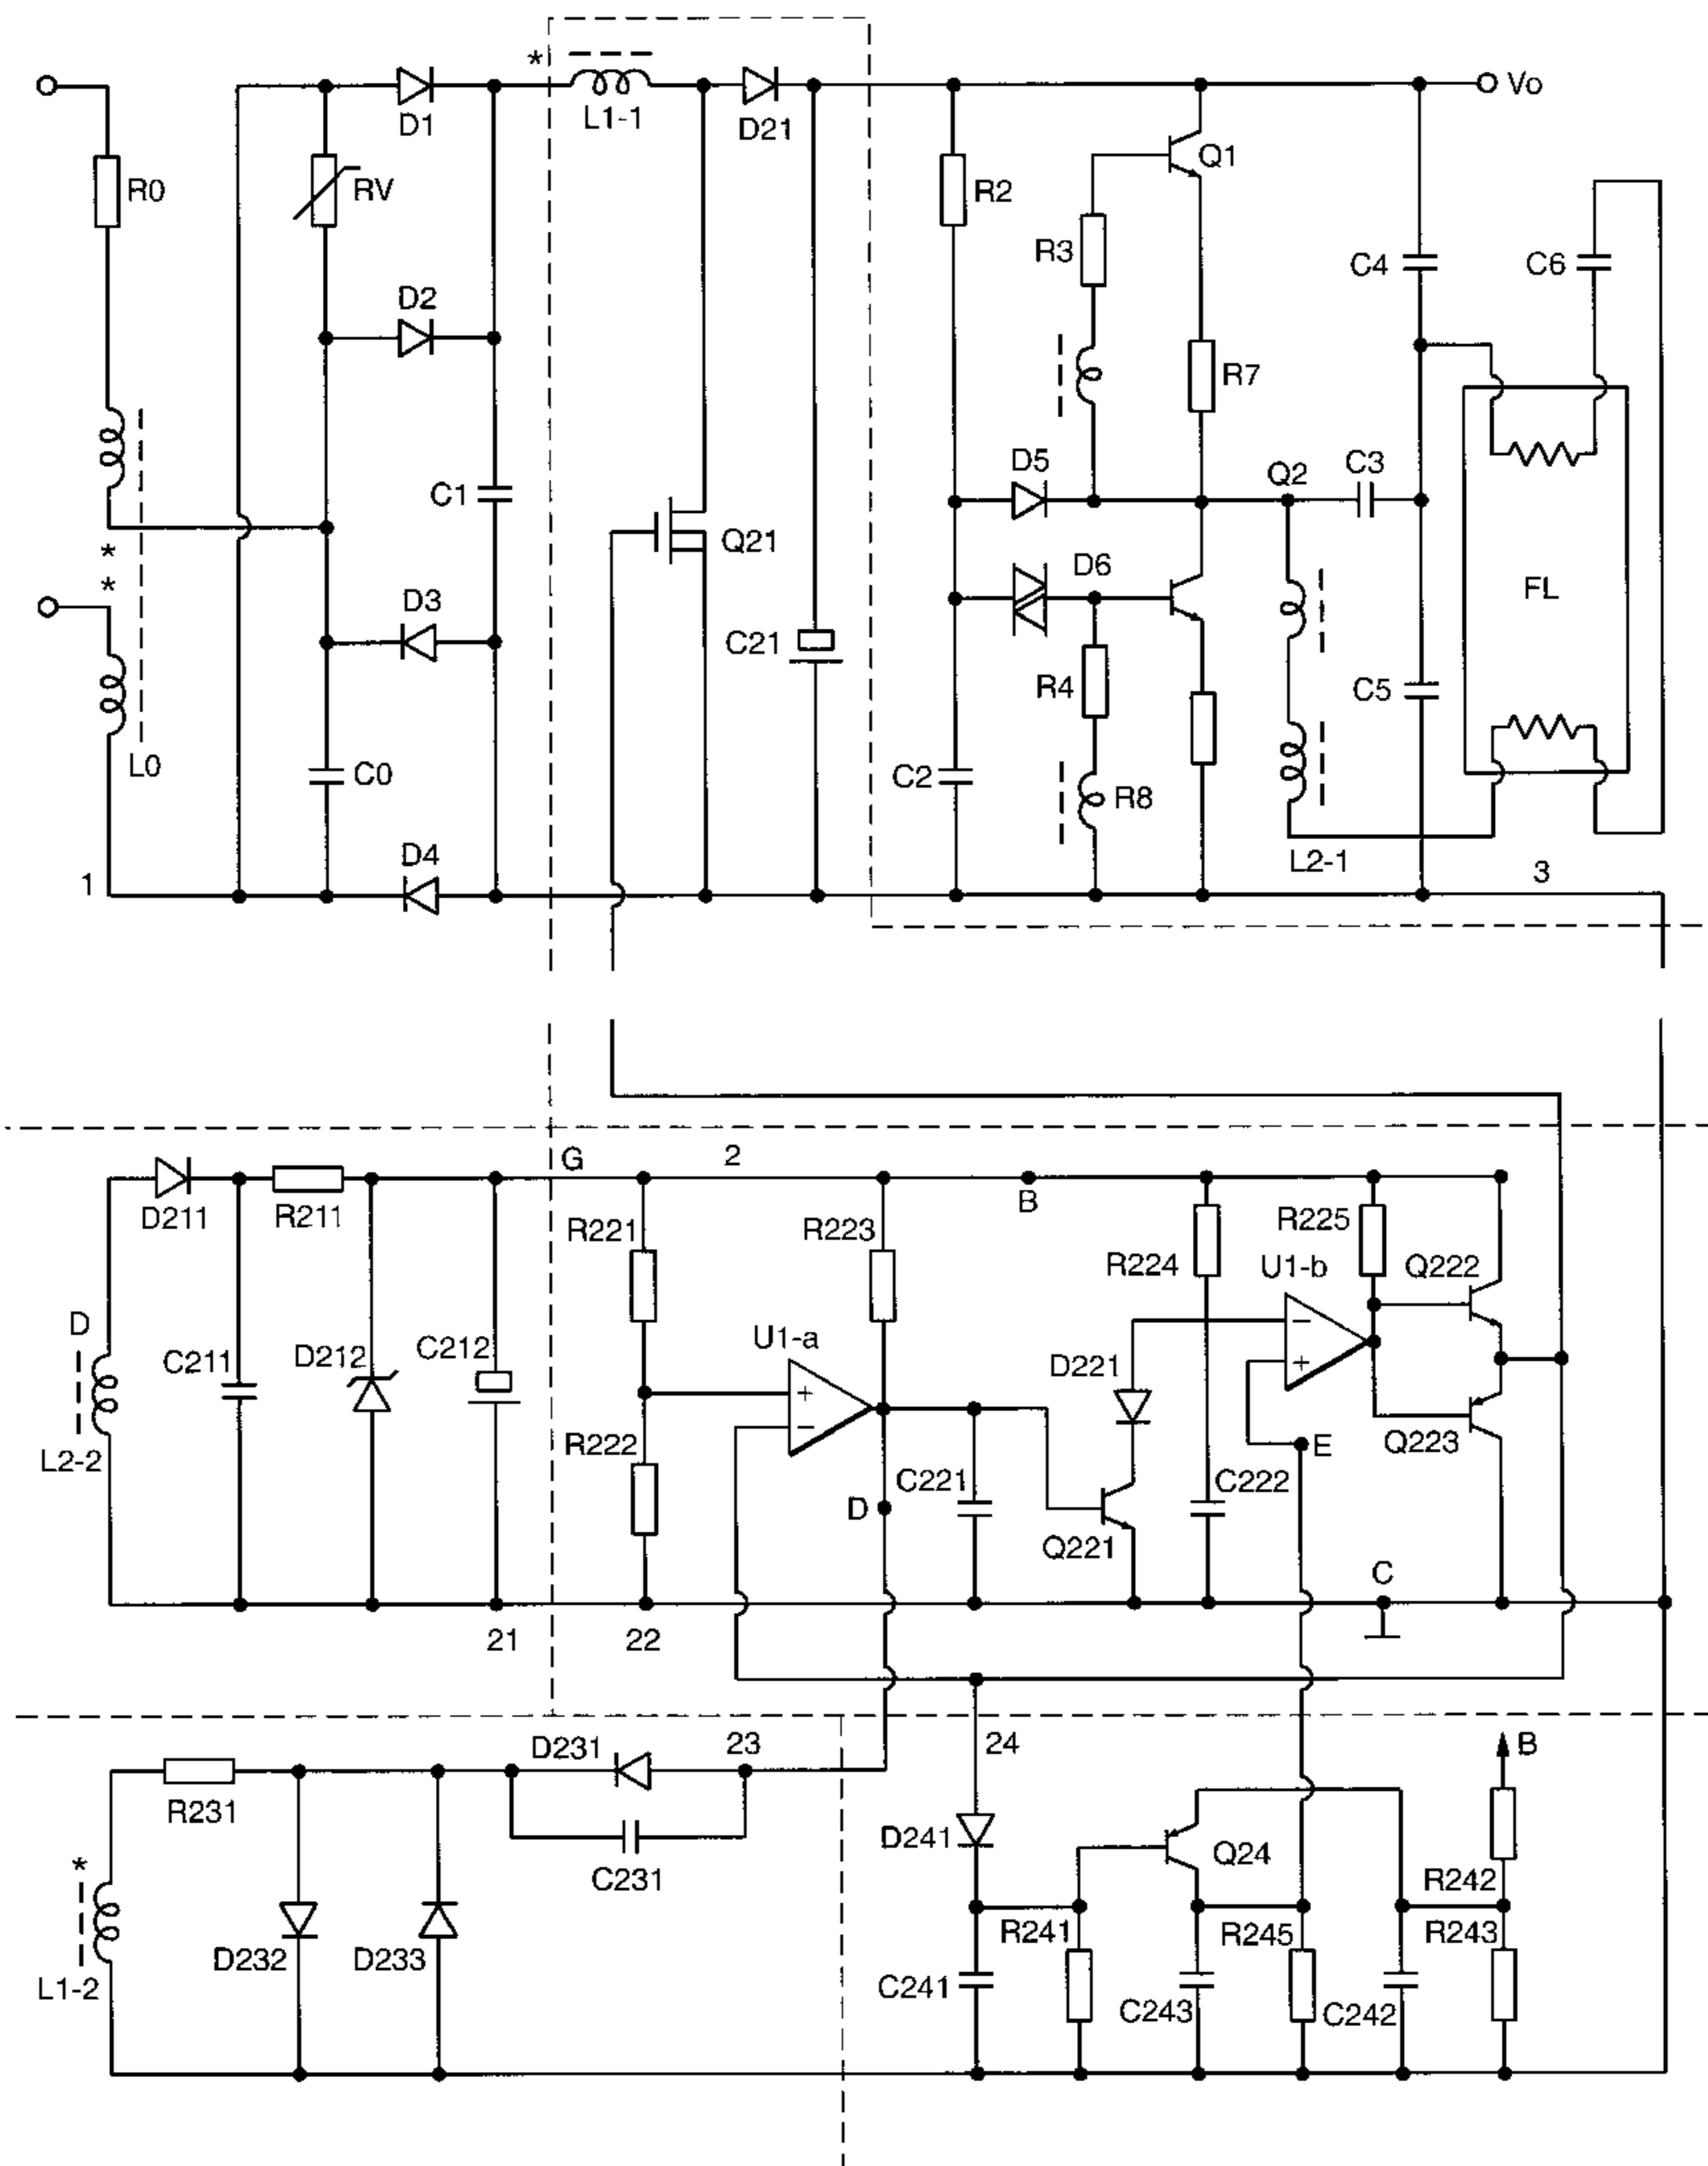 *
L1-1
Vo
D1
D21
Q1
R0
RV
R2
R3
C4
C6
D2
R7
D5
Q2
C3
C1
*
*
Q21
D6
D3
FL
C21
R4
C5
L0
C0
C2
R8
D4
L2-1
1
3
G
2
D211
R211
B
R221
R223
R225
R224
U1-b
Q222
D
U1-a
C211
D212
C212
D221
+
−
−
+
L2-2
R222
C221
E
Q223
C222
D
Q221
C
21
22
D231
23
24
B
R231
D241
Q24
*
C231
R242
R241
R245
R243
D232
D233
L1-2
C241
C243
C242